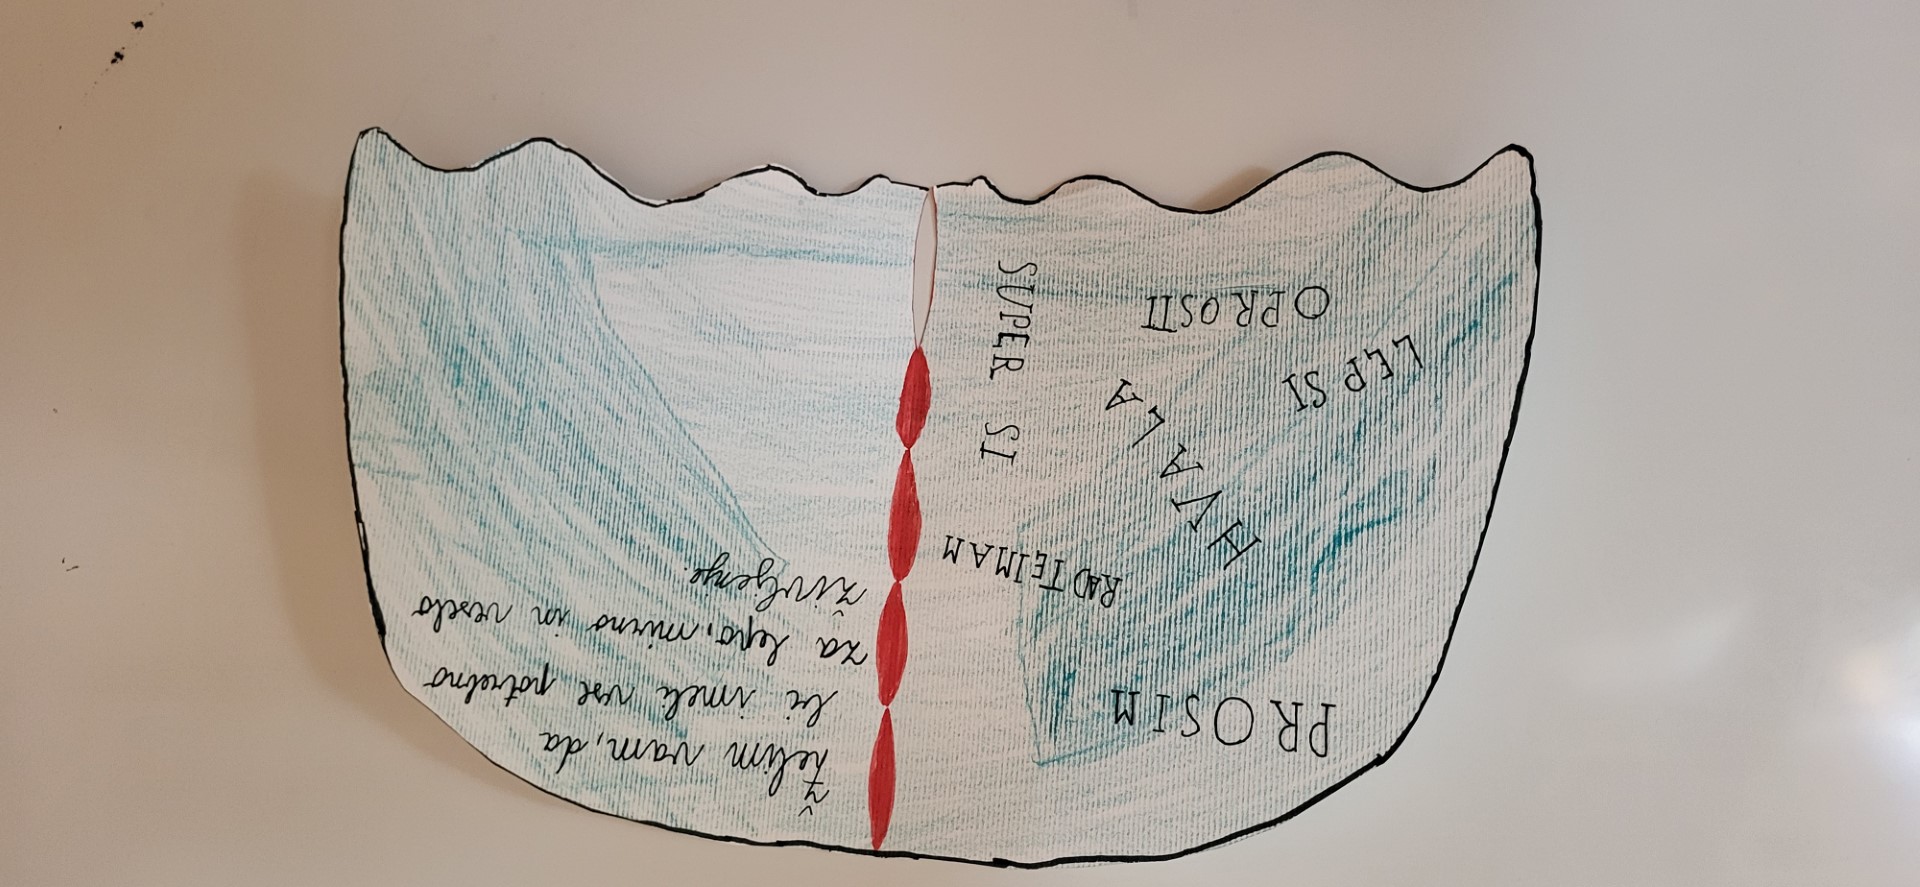 PROSIM
RAD TE IMAM
HVALA
LEP SI
OPROSTI
SUPER SI
Želim vam, da
bi imeli vse potrebno
za lepo, mirno in veselo
življenje.